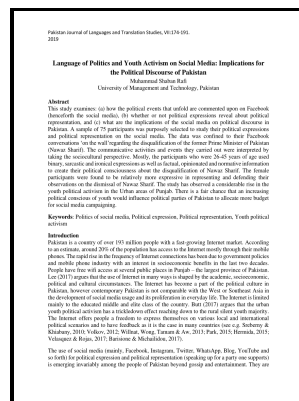 Pakistan Journal of Languages and Translation Studies, VII:174-191.
2019
Language of Politics and Youth Activism on Social Media: Implications for
the Political Discourse of Pakistan
Muhammad Shaban Rafi
University of Management and Technology, Pakistan
Abstract
This study examines: (a) how the political events that unfold are commented upon on Facebook
(henceforth the social media), (b) whether or not political expressions reveal about political
representation, and (c) what are the implications of the social media on political discourse in
Pakistan. A sample of 75 participants was purposively selected to study their political expressions
and political representation on the social media. The data was confined to their Facebook
conversations 'on the wall'regarding the disqualification of the former Prime Minister of Pakistan
(Nawaz Sharif). The communicative activities and events they carried out were interpreted by
taking the sociocultural perspective. Mostly, the participants who were 26-45 years of age used
binary, sarcastic and ironical expressions as well as factual, opinionated and normative information
to create their political consciousness about the disqualification of Nawaz Sharif. The female
participants were found to be relatively more expressive in representing and defending their
observations on the dismissal of Nawaz Sharif. The study has observed a considerable rise in the
youth political activism in the Urban areas of Punjab. There is a fair chance that an increasing
political conscious of youth would influence political parties of Pakistan to allocate more budget
for social media campaigning.
Keywords: Politics of social media, Political expression, Political representation, Youth political
activism
Introduction
Pakistan is a country of over 193 million people with a fast-growing Internet market. According
to an estimate, around 20% of the population has access to the Internet mostly through their mobile
phones. The rapid rise in the frequency of Internet connections has been due to government policies
and mobile phone industry with an interest in socioeconomic benefits in the last two decades.
People have free wifi access at several public places in Punjab – the largest province of Pakistan.
Lee (2017) argues that the use of Internet in many ways is shaped by the academic, socioeconomic,
political and cultural circumstances. The Internet has become a part of the political culture in
Pakistan, however contemporary Pakistan is not comparable with the West or Southeast Asia in
the development of social media usage and its proliferation in everyday life. The Internet is limited
mainly to the educated middle and elite class of the country. Burt (2017) argues that the urban
youth political activism has a trickledown effect reaching down to the rural silent youth majority.
The Internet offers people a freedom to express themselves on various local and international
political scenarios and to have feedback as is it the case in many countries (see e.g. Sreberny &
Khiabany, 2010; Volkov, 2012; Willnat, Wong, Tamam & Aw, 2013; Park, 2015; Hermida, 2015;
Velasquez & Rojas, 2017; Barisione & Michailidou, 2017).
The use of social media (mainly, Facebook, Instagram, Twitter, WhatsApp, Blog, YouTube and
so forth) for political expression and political representation (speaking up for a party one supports)
is emerging invariably among the people of Pakistan beyond gossip and entertainment. They are